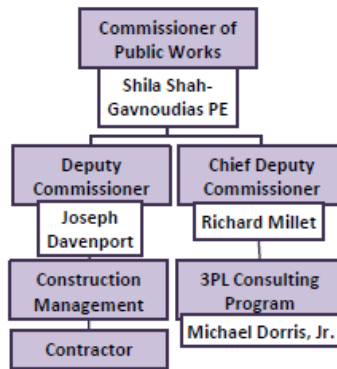 Commissioner of
Public Works
Shila Shah-
Gavnoudias PE
Deputy
Commissioner
Joseph
Davenport
Chief Deputy
Commissioner
Richard Millet
Construction
Management
3PL Consulting
Program
Michael Dorris, Jr.
Contractor